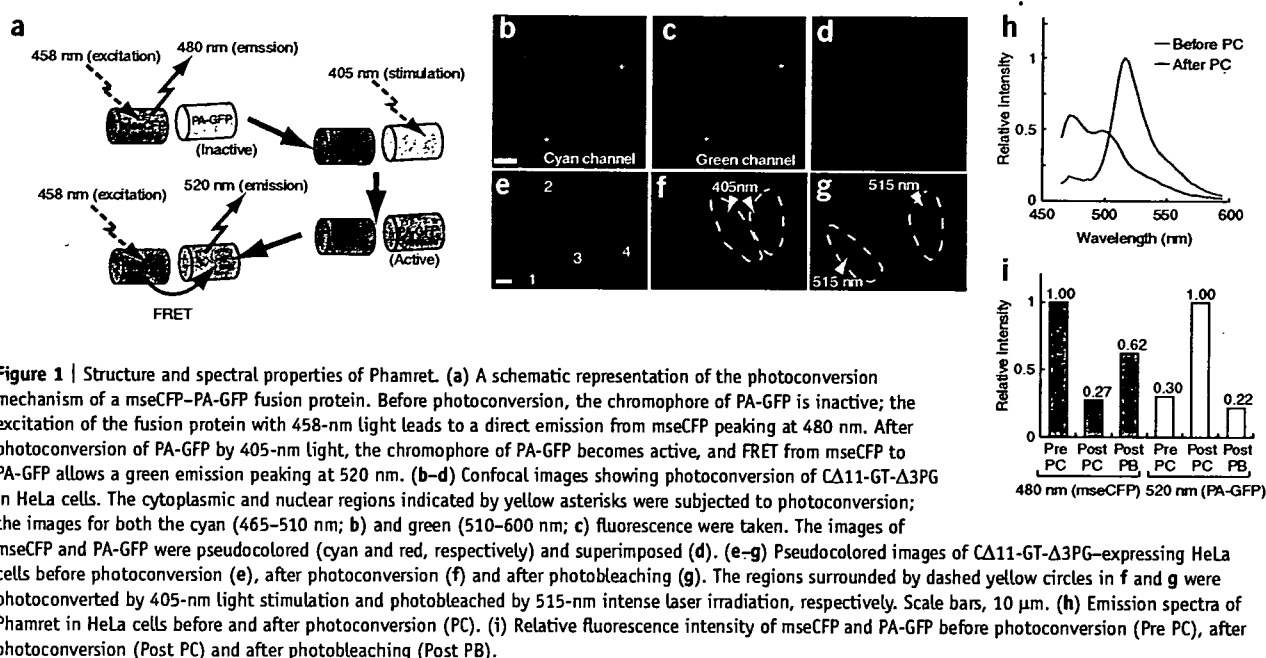 a
458 nm (excitation)
480 nm (emssion)
PA-GFP
(Inactive)
405 nm (stimulation)
(Active)
458 nm (excitation)
520 nm (emission)
FRET
b
Cyan channel
c
Green channel
d
e
2
3
4
1
f
405nm
g
515 nm
515 nm
h
Before PC
After PC
Relative Intensity
1
0.5
0
450
500
550
600
Wavelength (nm)
i
Relative Intensity
1
0.5
0
1.00
0.27
0.62
0.30
1.00
0.22
Pre Post Post Pre Post Post
PC PC PB PC PC PB
480 nm (mseCFP) 520 nm (PA-GFP)
Figure 1 | Structure and spectral properties of Phamret. (a) A schematic representation of the photoconversion
mechanism of a mseCFP–PA-GFP fusion protein. Before photoconversion, the chromophore of PA-GFP is inactive; the
excitation of the fusion protein with 458-nm light leads to a direct emission from mseCFP peaking at 480 nm. After
photoconversion of PA-GFP by 405-nm light, the chromophore of PA-GFP becomes active, and FRET from mseCFP to
PA-GFP allows a green emission peaking at 520 nm. (b–d) Confocal images showing photoconversion of CΔ11-GT-Δ3PG
in HeLa cells. The cytoplasmic and nuclear regions indicated by yellow asterisks were subjected to photoconversion;
the images for both the cyan (465–510 nm; b) and green (510–600 nm; c) fluorescence were taken. The images of
mseCFP and PA-GFP were pseudocolored (cyan and red, respectively) and superimposed (d). (e–g) Pseudocolored images of CΔ11-GT-Δ3PG–expressing HeLa
cells before photoconversion (e), after photoconversion (f) and after photobleaching (g). The regions surrounded by dashed yellow circles in f and g were
photoconverted by 405-nm light stimulation and photobleached by 515-nm intense laser irradiation, respectively. Scale bars, 10 µm. (h) Emission spectra of
Phamret in HeLa cells before and after photoconversion (PC). (i) Relative fluorescence intensity of mseCFP and PA-GFP before photoconversion (Pre PC), after
photoconversion (Post PC) and after photobleaching (Post PB).